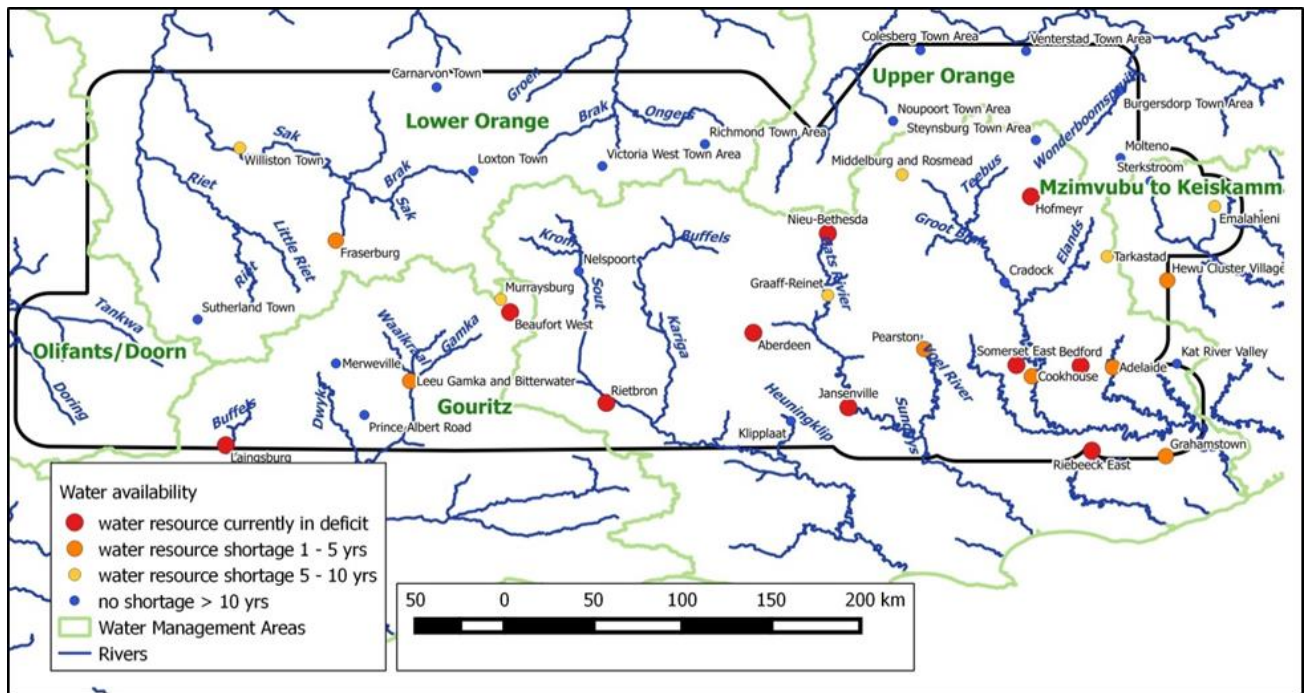 Colesberg Town Area
Venterstad Town Area
Carnarvon Town
Groen
Upper Orange
Lower Orange
Brak
Ongers
Noupoort Town Area
Steynsburg Town Area
Wonderboomspruit
Burgersdorp Town Area
Richmond Town Area
Sak
Williston Town
Loxton Town
Victoria West Town Area
Middelburg and Rosmead
Molteno
Sterkstroom
Riet
Brak
Sak
Teebus
Mzimvubu to Keiskamma
Hofmeyr
Emalahleni
Little Riet
Fraserburg
Krom
Buffels
Nieu-Bethesda
Groot Brak
Elands
Riet
Nelspoort
Gats Rivier
Tarkastad
Hewu Cluster Village
Cradock
Sutherland Town
Murraysburg
Beaufort West
Sout
Graaff-Reinet
Tankwa
Olifants/Doorn
Waaikraal
Gamka
Kariga
Aberdeen
Pearston
Voel River
Somerset East
Bedford
Kat River Valley
Merweville
Leeu Gamka and Bitterwater
Cookhouse
Adelaide
Doring
Dwyka
Gouritz
Rietbron
Heuningklip
Jansenville
Buffels
Prince Albert Road
Klipplaat
Sundays
Laingsburg
Riebeeck East
Grahamstown
Water availability
water resource currently in deficit
water resource shortage 1 - 5 yrs
water resource shortage 5 - 10 yrs
no shortage > 10 yrs
Water Management Areas
Rivers
50 0 50 100 150 200 km